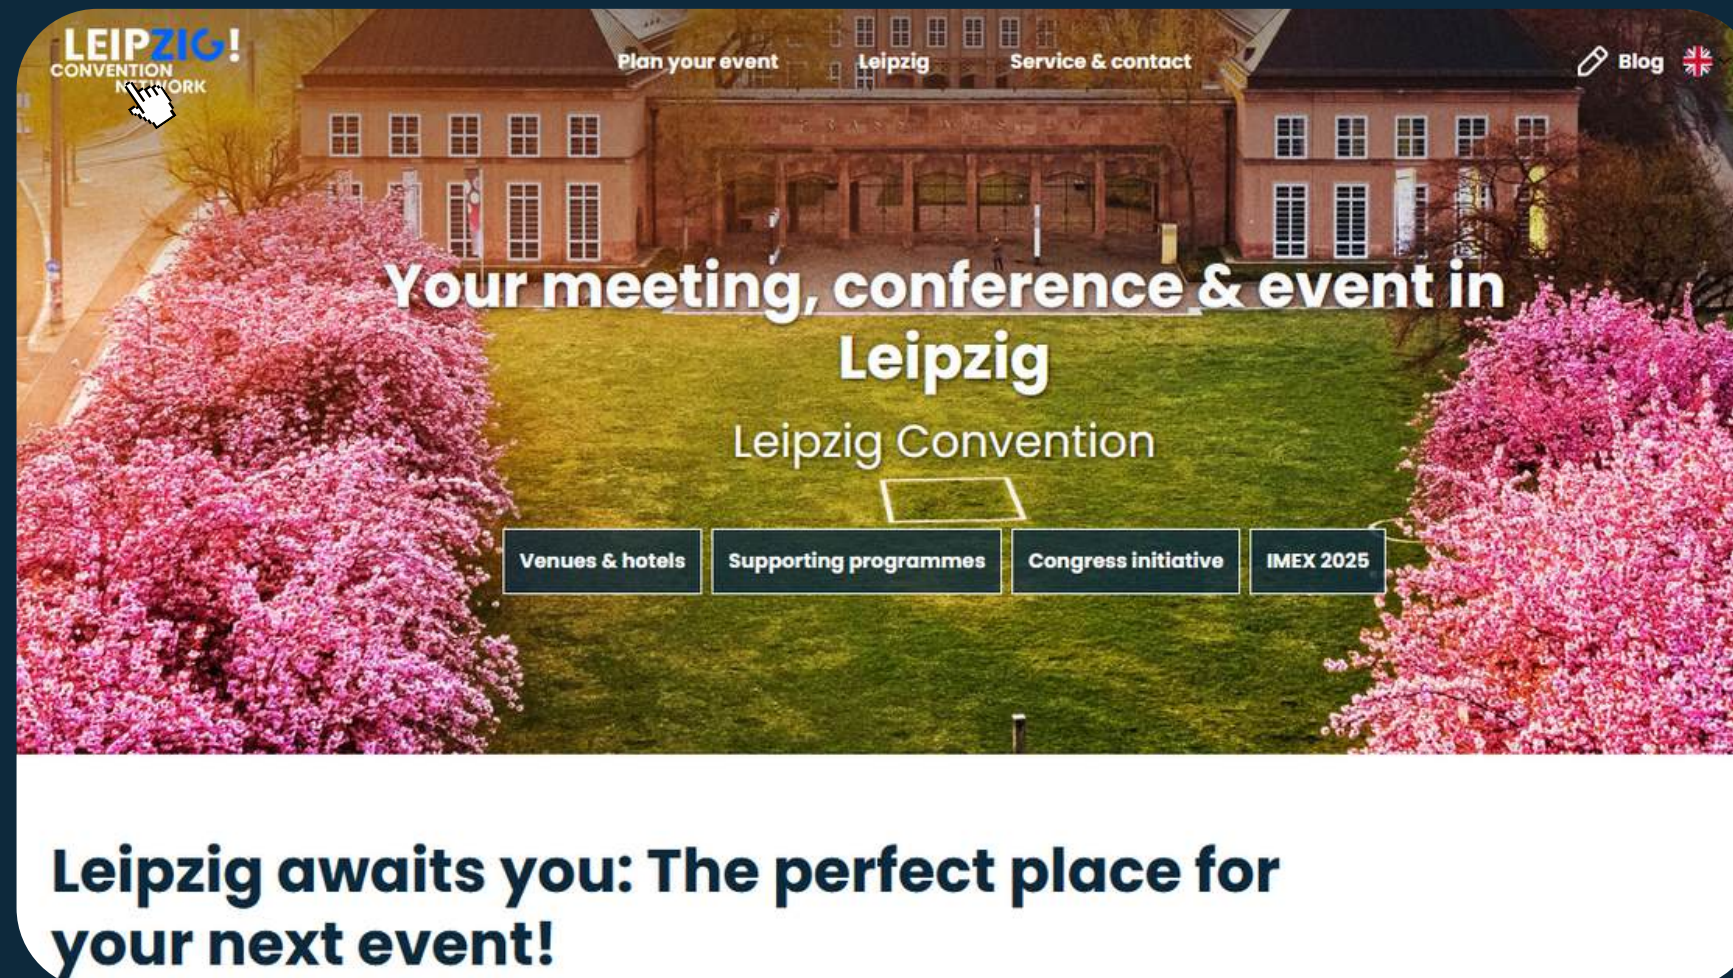 LEIPZIG!
CONVENTION
NETWORK
Plan your event
Leipzig
Service & contact
Blog
Your meeting, conference & event in
Leipzig
Leipzig Convention
Venues & hotels
Supporting programmes
Congress initiative
IMEX 2025
Leipzig awaits you: The perfect place for
your next event!